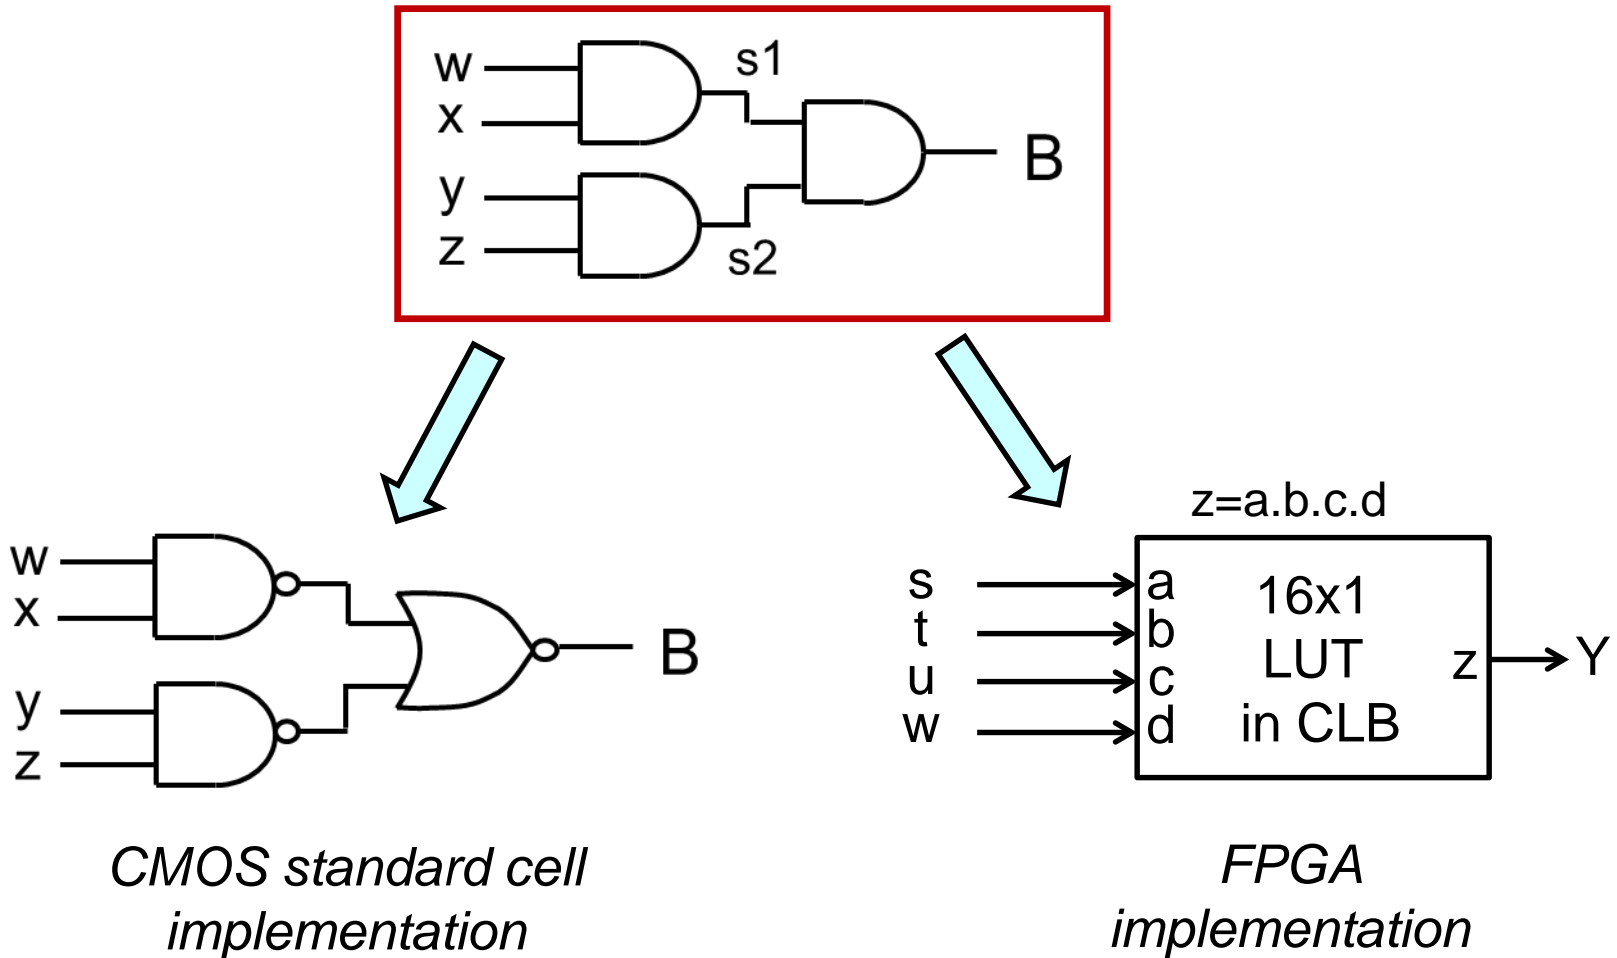 w
s1
x
B
y
z
s2
z=a.b.c.d
w
x
B
y
z
s
t
u
w
a
b
c
d
16x1
LUT
in CLB
z
Y
CMOS standard cell
implementation
FPGA
implementation